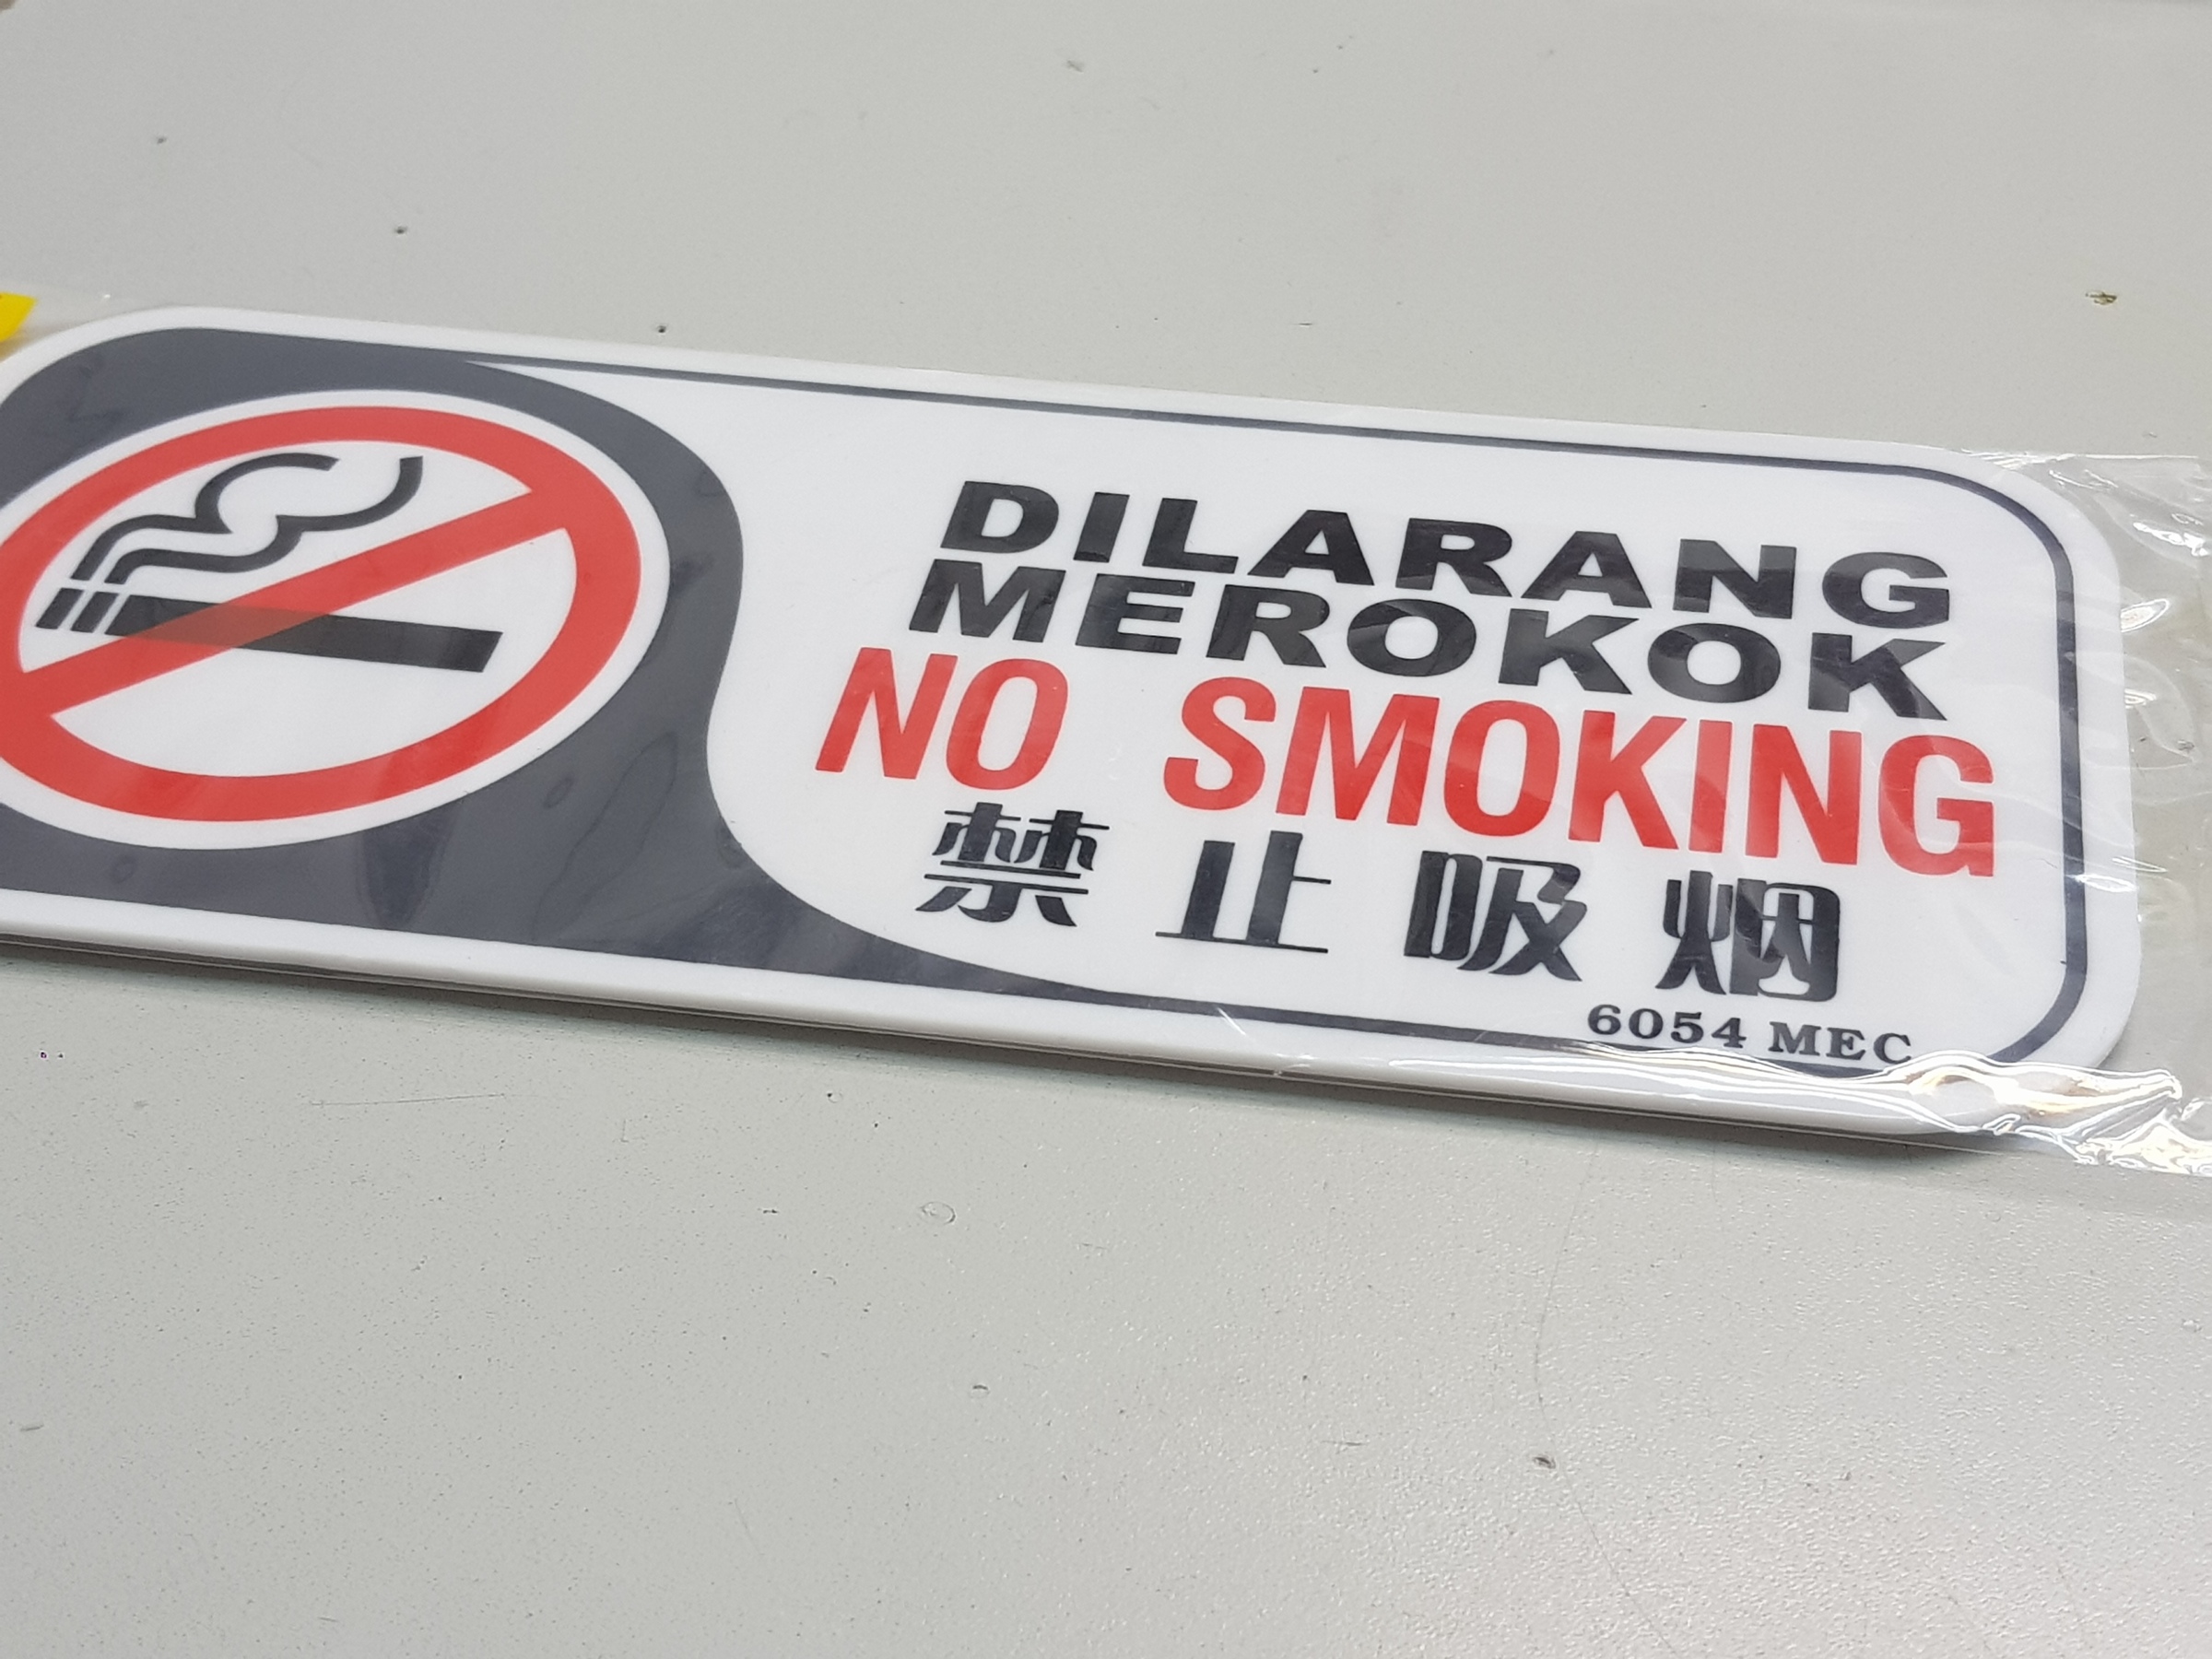 DILARANG
MEROKOK
NO SMOKING
禁止吸烟
6054 MEC